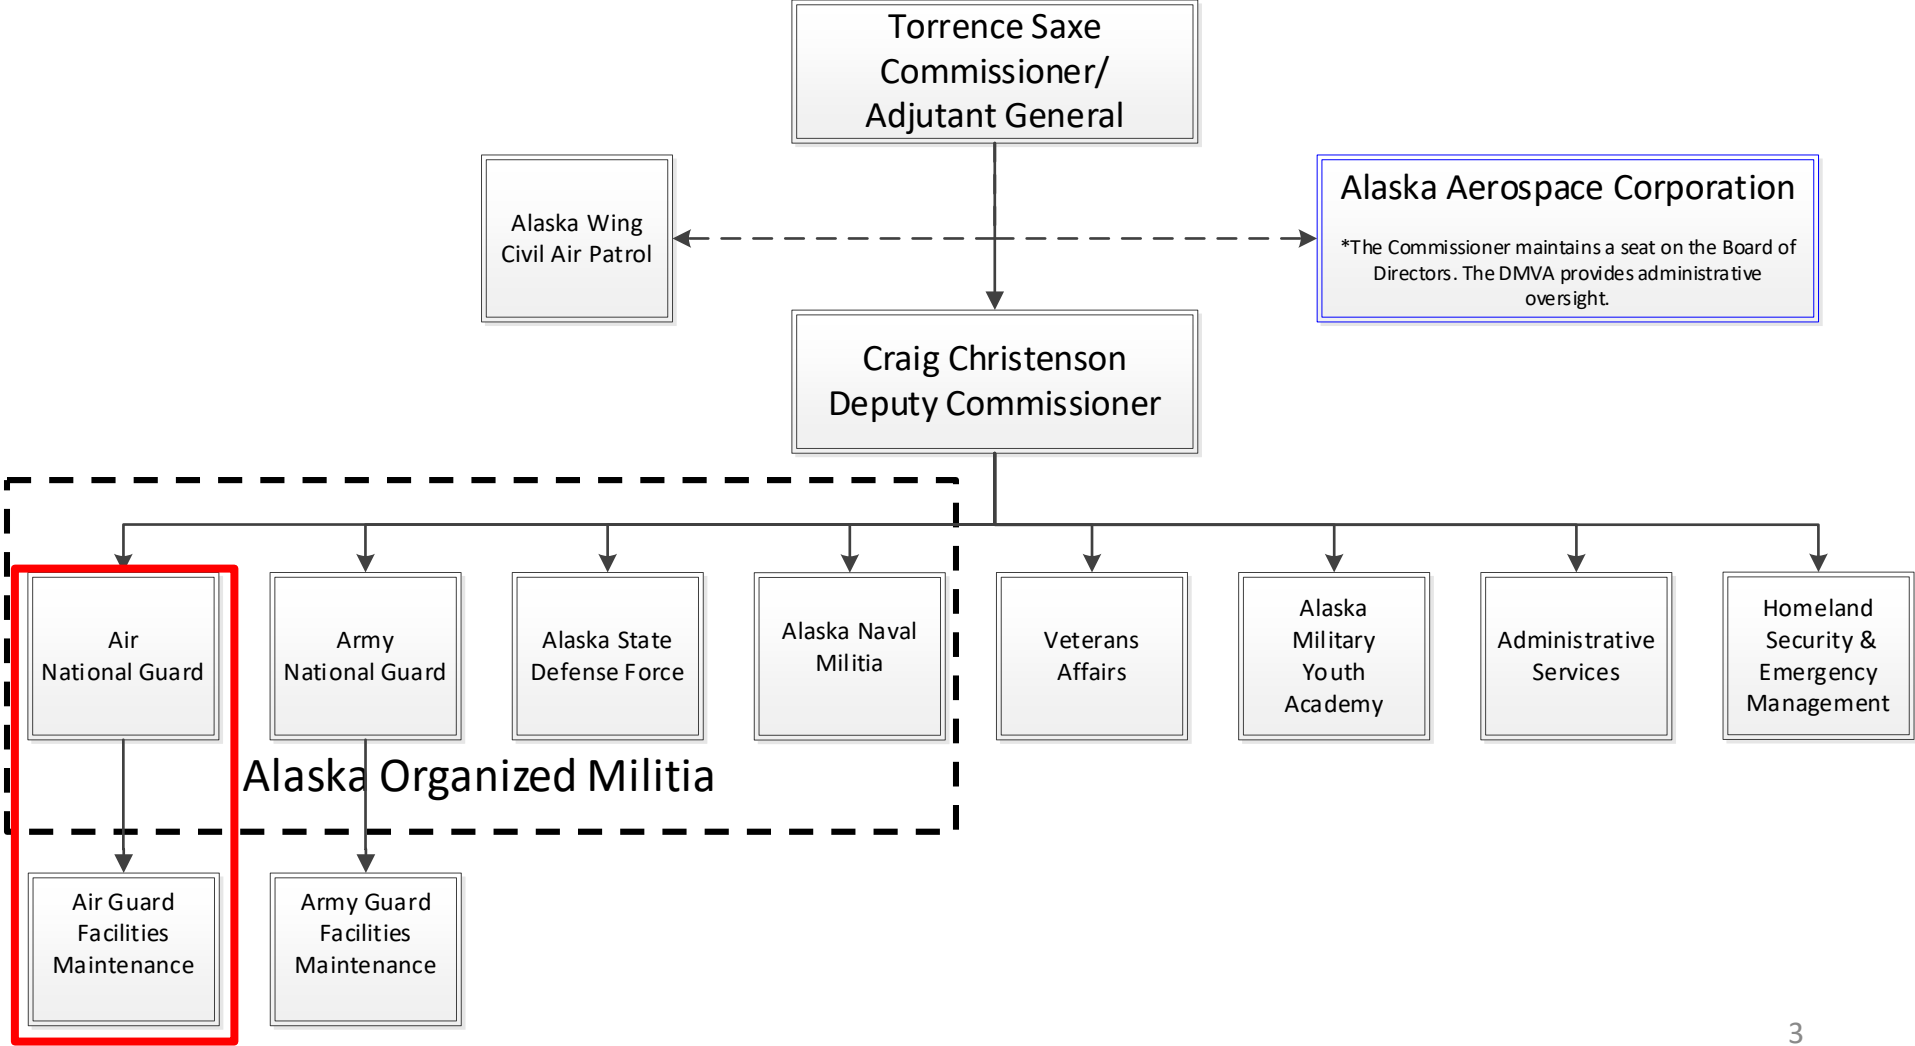 Torrence Saxe
Commissioner/
Adjutant General
Alaska Wing
Civil Air Patrol
Alaska Aerospace Corporation
*The Commissioner maintains a seat on the Board of
Directors. The DMVA provides administrative
oversight.
Craig Christenson
Deputy Commissioner
Air
National Guard
Army
National Guard
Alaska State
Defense Force
Alaska Naval
Militia
Veterans
Affairs
Alaska
Military
Youth
Academy
Administrative
Services
Homeland
Security &
Emergency
Management
Alaska Organized Militia
Air Guard
Facilities
Maintenance
Army Guard
Facilities
Maintenance
3